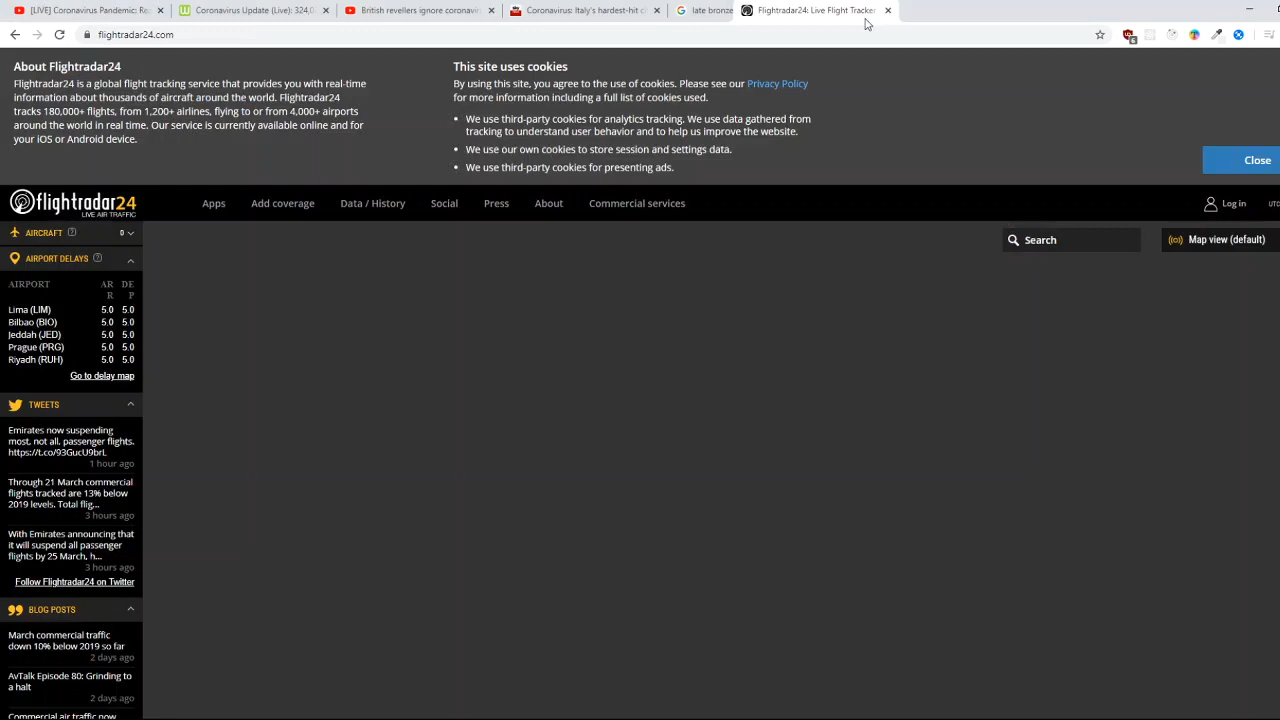 [LIVE] Coronavirus Pandemic: Re
Coronavirus Update (Live): 324,0
British revellers ignore coronavi
Coronavirus: Italy's hardest-hit c
late bronze
Flightradar24: Live Flight Tracker
flightradar24.com
About Flightradar24
Flightradar24 is a global flight tracking service that provides you with real-time
information about thousands of aircraft around the world. Flightradar24
tracks 180,000+ flights, from 1,200+ airlines, flying to or from 4,000+ airports
around the world in real time. Our service is currently available online and for
your iOS or Android device.
This site uses cookies
By using this site, you agree to the use of cookies. Please see our Privacy Policy
for more information including a full list of cookies used.
• We use third-party cookies for analytics tracking. We use data gathered from
tracking to understand user behavior and to help us improve the website.
• We use our own cookies to store session and settings data.
• We use third-party cookies for presenting ads.
Close
flightradar24
LIVE AIR TRAFFIC
Apps
Add coverage
Data / History
Social
Press
About
Commercial services
Log in
UTC
AIRCRAFT ? 0
Search
Map view (default)
AIRPORT DELAYS ?
AIRPORT AR DE
R P
Lima (LIM) 5.0 5.0
Bilbao (BIO) 5.0 5.0
Jeddah (JED) 5.0 5.0
Prague (PRG) 5.0 5.0
Riyadh (RUH) 5.0 5.0
Go to delay map
TWEETS
Emirates now suspending
most, not all, passenger flights.
https://t.co/93GucU9brL
1 hour ago
Through 21 March commercial
flights tracked are 13% below
2019 levels. Total flig...
3 hours ago
With Emirates announcing that
it will suspend all passenger
flights by 25 March, h...
3 hours ago
Follow Flightradar24 on Twitter
BLOG POSTS
March commercial traffic
down 10% below 2019 so far
2 days ago
AvTalk Episode 80: Grinding to
a halt
2 days ago
Commercial air traffic now